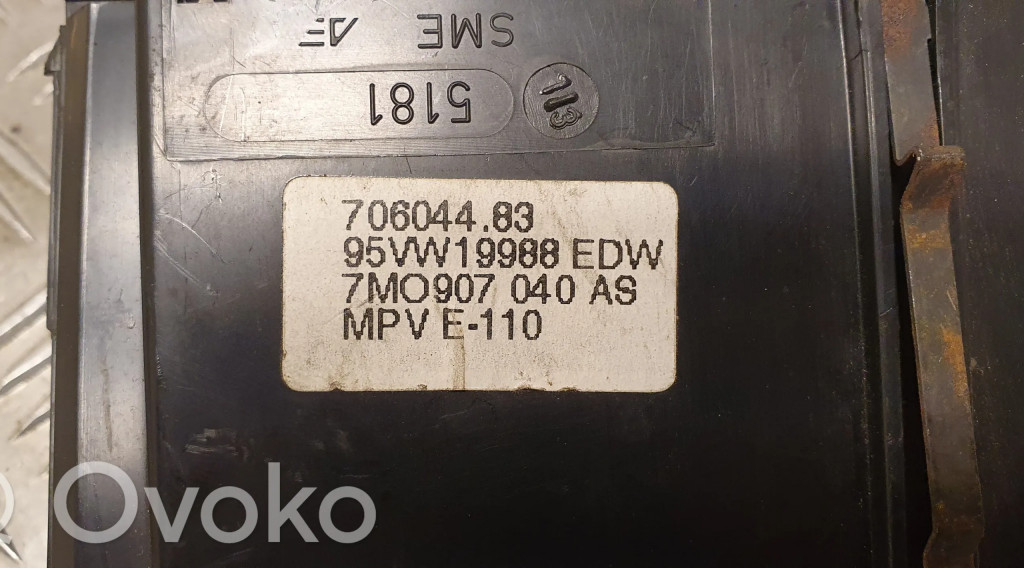 SME
5181
706044.83
95VW19988 EDW
7MO907 040 AS
MPV E-110
Ovoko